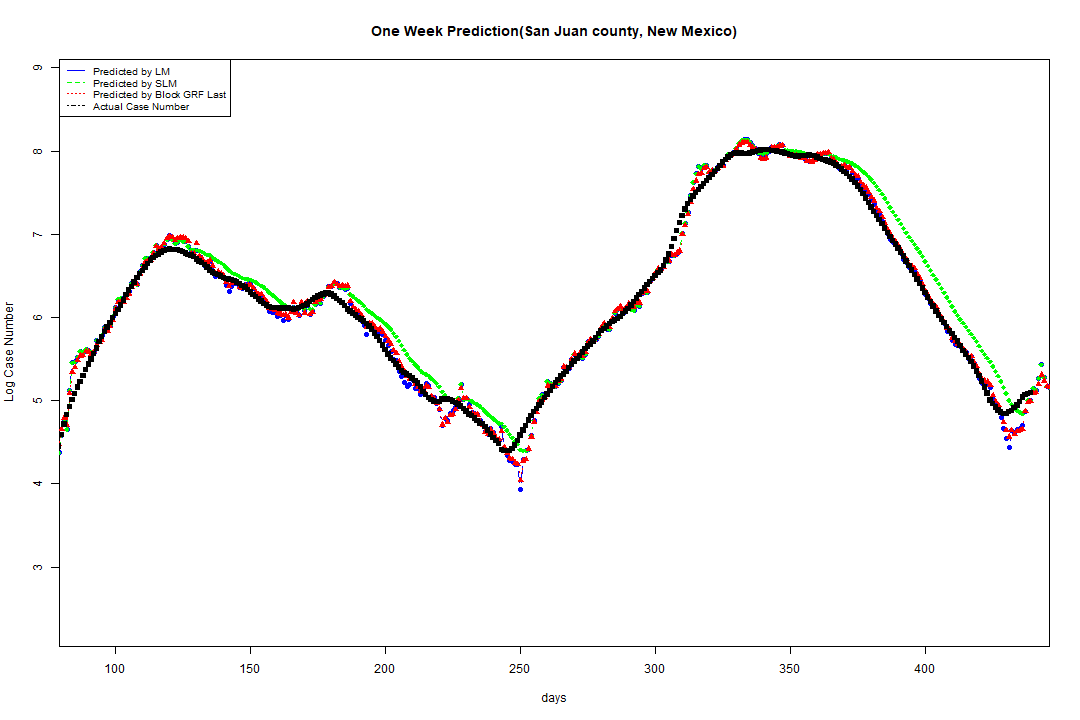 One Week Prediction(San Juan county, New Mexico)
Predicted by LM
Predicted by SLM
Predicted by Block GRF Last
Actual Case Number
9
8
7
6
5
4
3
Log Case Number
100 150 200 250 300 350 400
days